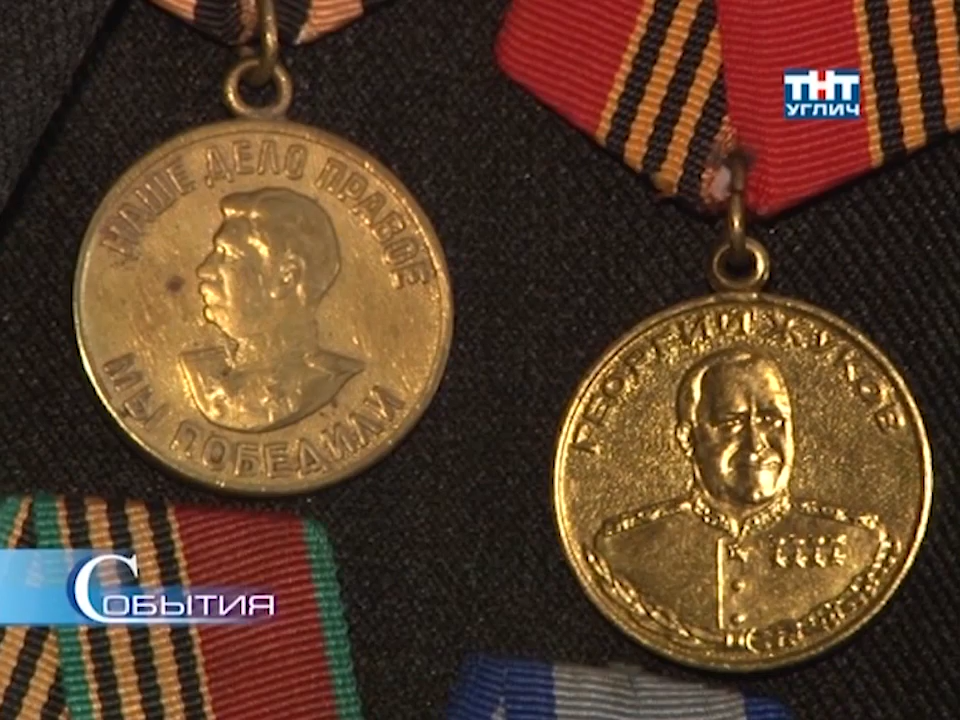 НАШЕ ДЕЛО ПРАВОЕ
МЫ ПОБЕДИЛИ
ТНТ
УГЛИЧ
ГЕОРГИЙ ЖУКОВ
События